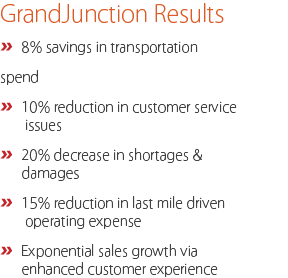 GrandJunction Results
» 8% savings in transportation
spend
» 10% reduction in customer service
issues
» 20% decrease in shortages &
damages
» 15% reduction in last mile driven
operating expense
» Exponential sales growth via
enhanced customer experience